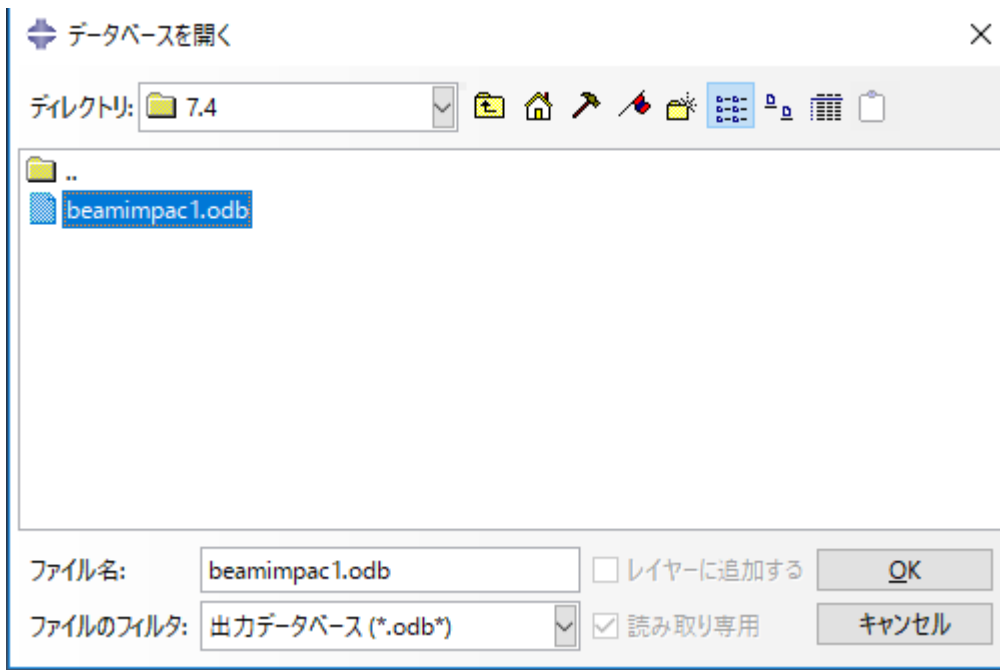 データベースを開く
ディレクトリ: 7.4
..
beamimpac1.odb
ファイル名: beamimpac1.odb レイヤーに追加する OK
ファイルのフィルタ: 出力データベース (*.odb*) 読み取り専用 キャンセル